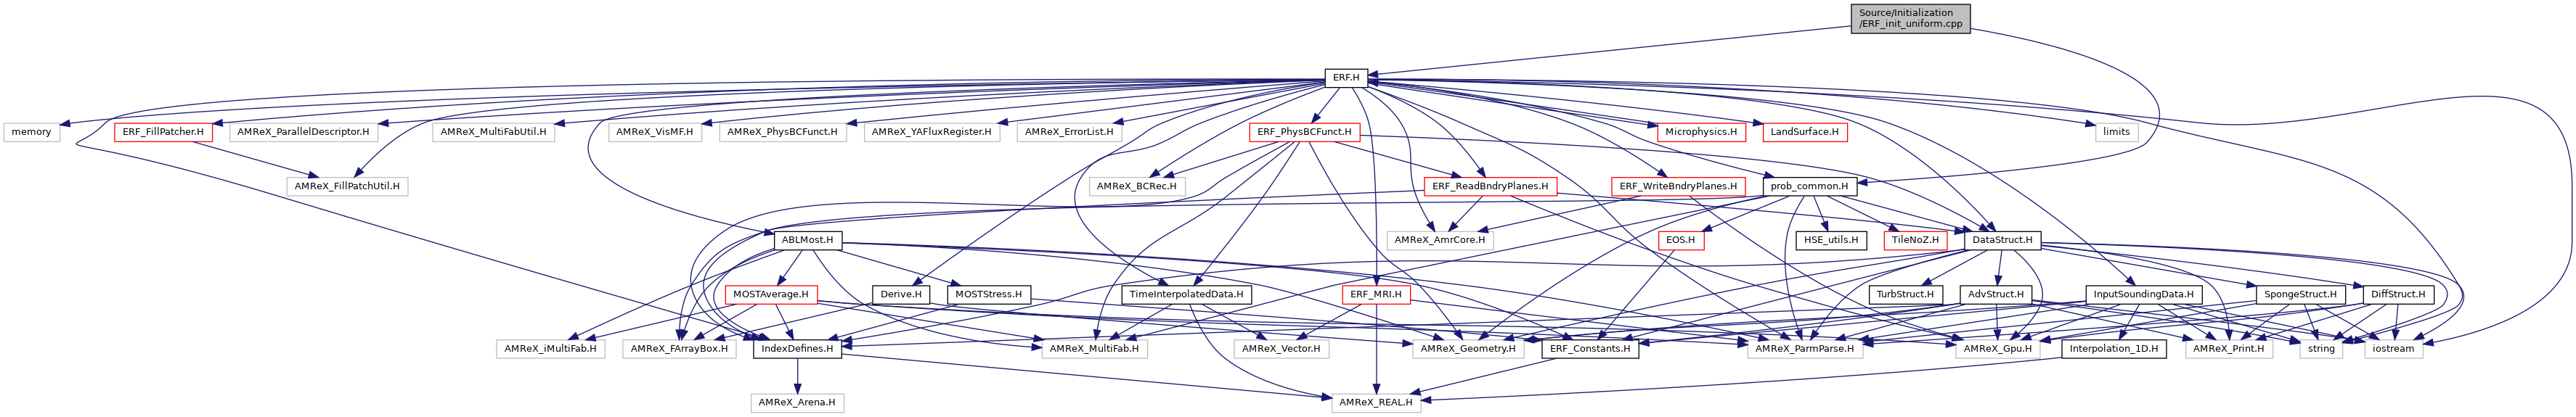 Source/Initialization
/ERF_init_uniform.cpp
ERF.H
memory
ERF_FillPatcher.H
AMReX_ParallelDescriptor.H
AMReX_MultiFabUtil.H
AMReX_VisMF.H
AMReX_PhysBCFunct.H
AMReX_YAFluxRegister.H
AMReX_ErrorList.H
ERF_PhysBCFunct.H
Microphysics.H
LandSurface.H
limits
AMReX_FillPatchUtil.H
AMReX_BCRec.H
ERF_ReadBndryPlanes.H
ERF_WriteBndryPlanes.H
prob_common.H
ABLMost.H
AMReX_AmrCore.H
EOS.H
HSE_utils.H
TileNoZ.H
DataStruct.H
MOSTAverage.H
Derive.H
MOSTStress.H
TimeInterpolatedData.H
ERF_MRI.H
TurbStruct.H
AdvStruct.H
InputSoundingData.H
SpongeStruct.H
DiffStruct.H
AMReX_iMultiFab.H
AMReX_FArrayBox.H
IndexDefines.H
AMReX_MultiFab.H
AMReX_Vector.H
AMReX_Geometry.H
ERF_Constants.H
AMReX_ParmParse.H
AMReX_Gpu.H
Interpolation_1D.H
AMReX_Print.H
string
iostream
AMReX_Arena.H
AMReX_REAL.H